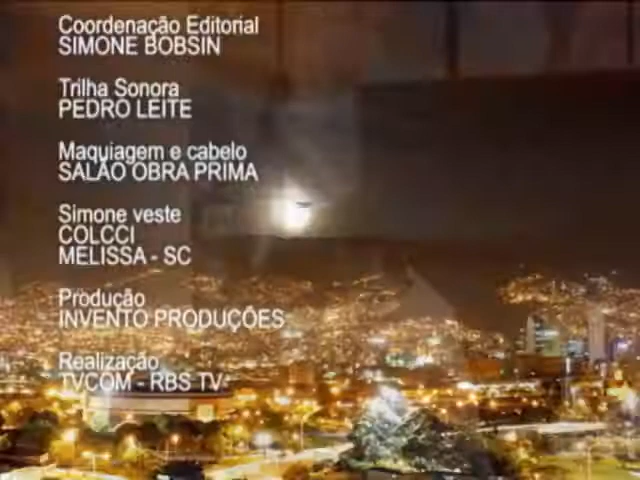 Coordenação Editorial
SIMONE BOBSIN
Trilha Sonora
PEDRO LEITE
Maquiagem e cabelo
SALÃO OBRA PRIMA
Simone veste
COLCCI
MELISSA - SC
Produção
INVENTO PRODUÇÕES
Realização
TVCOM - RBS TV